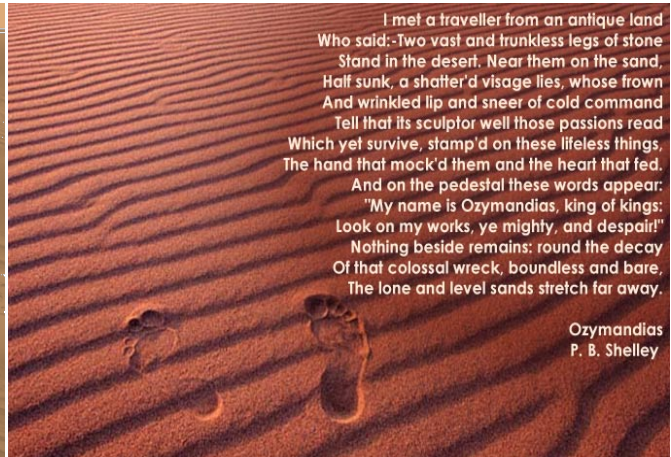 I met a traveller from an antique land
Who said:-Two vast and trunkless legs of stone
Stand in the desert. Near them on the sand,
Half sunk, a shatter'd visage lies, whose frown
And wrinkled lip and sneer of cold command
Tell that its sculptor well those passions read
Which yet survive, stamp'd on these lifeless things,
The hand that mock'd them and the heart that fed.
And on the pedestal these words appear:
"My name is Ozymandias, king of kings:
Look on my works, ye mighty, and despair!"
Nothing beside remains: round the decay
Of that colossal wreck, boundless and bare,
The lone and level sands stretch far away.
Ozymandias
P. B. Shelley